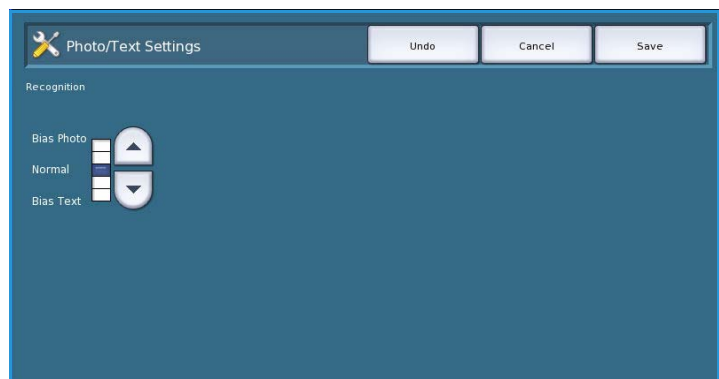 Photo/Text Settings
Undo
Cancel
Save
Recognition
Bias Photo
Normal
Bias Text